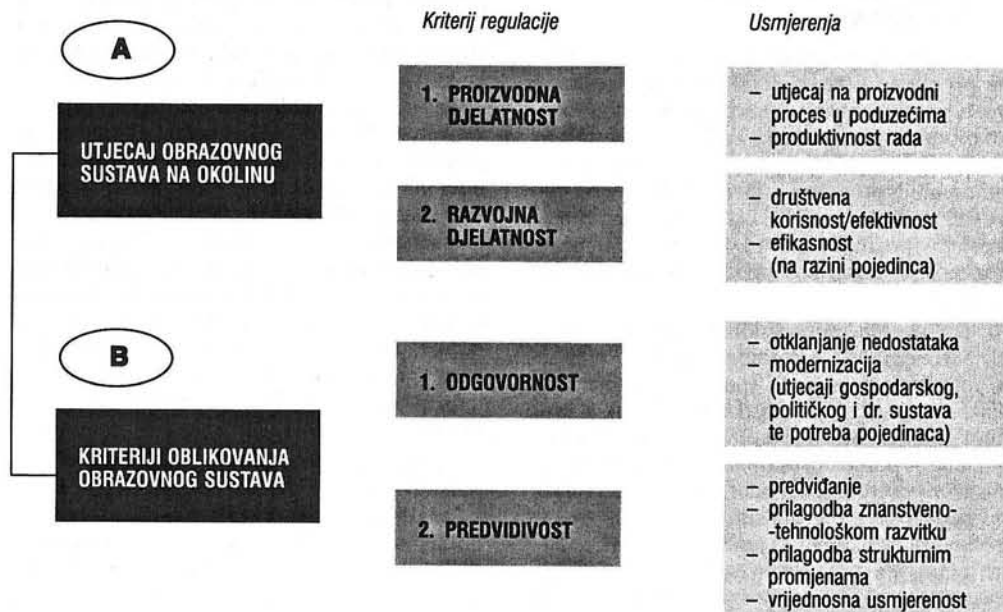 Kriterij regulacije
Usmjerenja
A
UTJECAJ OBRAZOVNOG
SUSTAVA NA OKOLINU
1. PROIZVODNA
DJELATNOST
– utjecaj na proizvodni
proces u poduzećima
– produktivnost rada
2. RAZVOJNA
DJELATNOST
– društvena
korisnost/efektivnost
– efikasnost
(na razini pojedinca)
B
KRITERIJI OBLIKOVANJA
OBRAZOVNOG SUSTAVA
1. ODGOVORNOST
– otklanjanje nedostataka
– modernizacija
(utjecaji gospodarskog,
političkog i dr. sustava
te potreba pojedinaca)
2. PREDVIDIVOST
– predviđanje
– prilagodba znanstveno-
-tehnološkom razvitku
– prilagodba strukturnim
promjenama
– vrijednosna usmjerenost